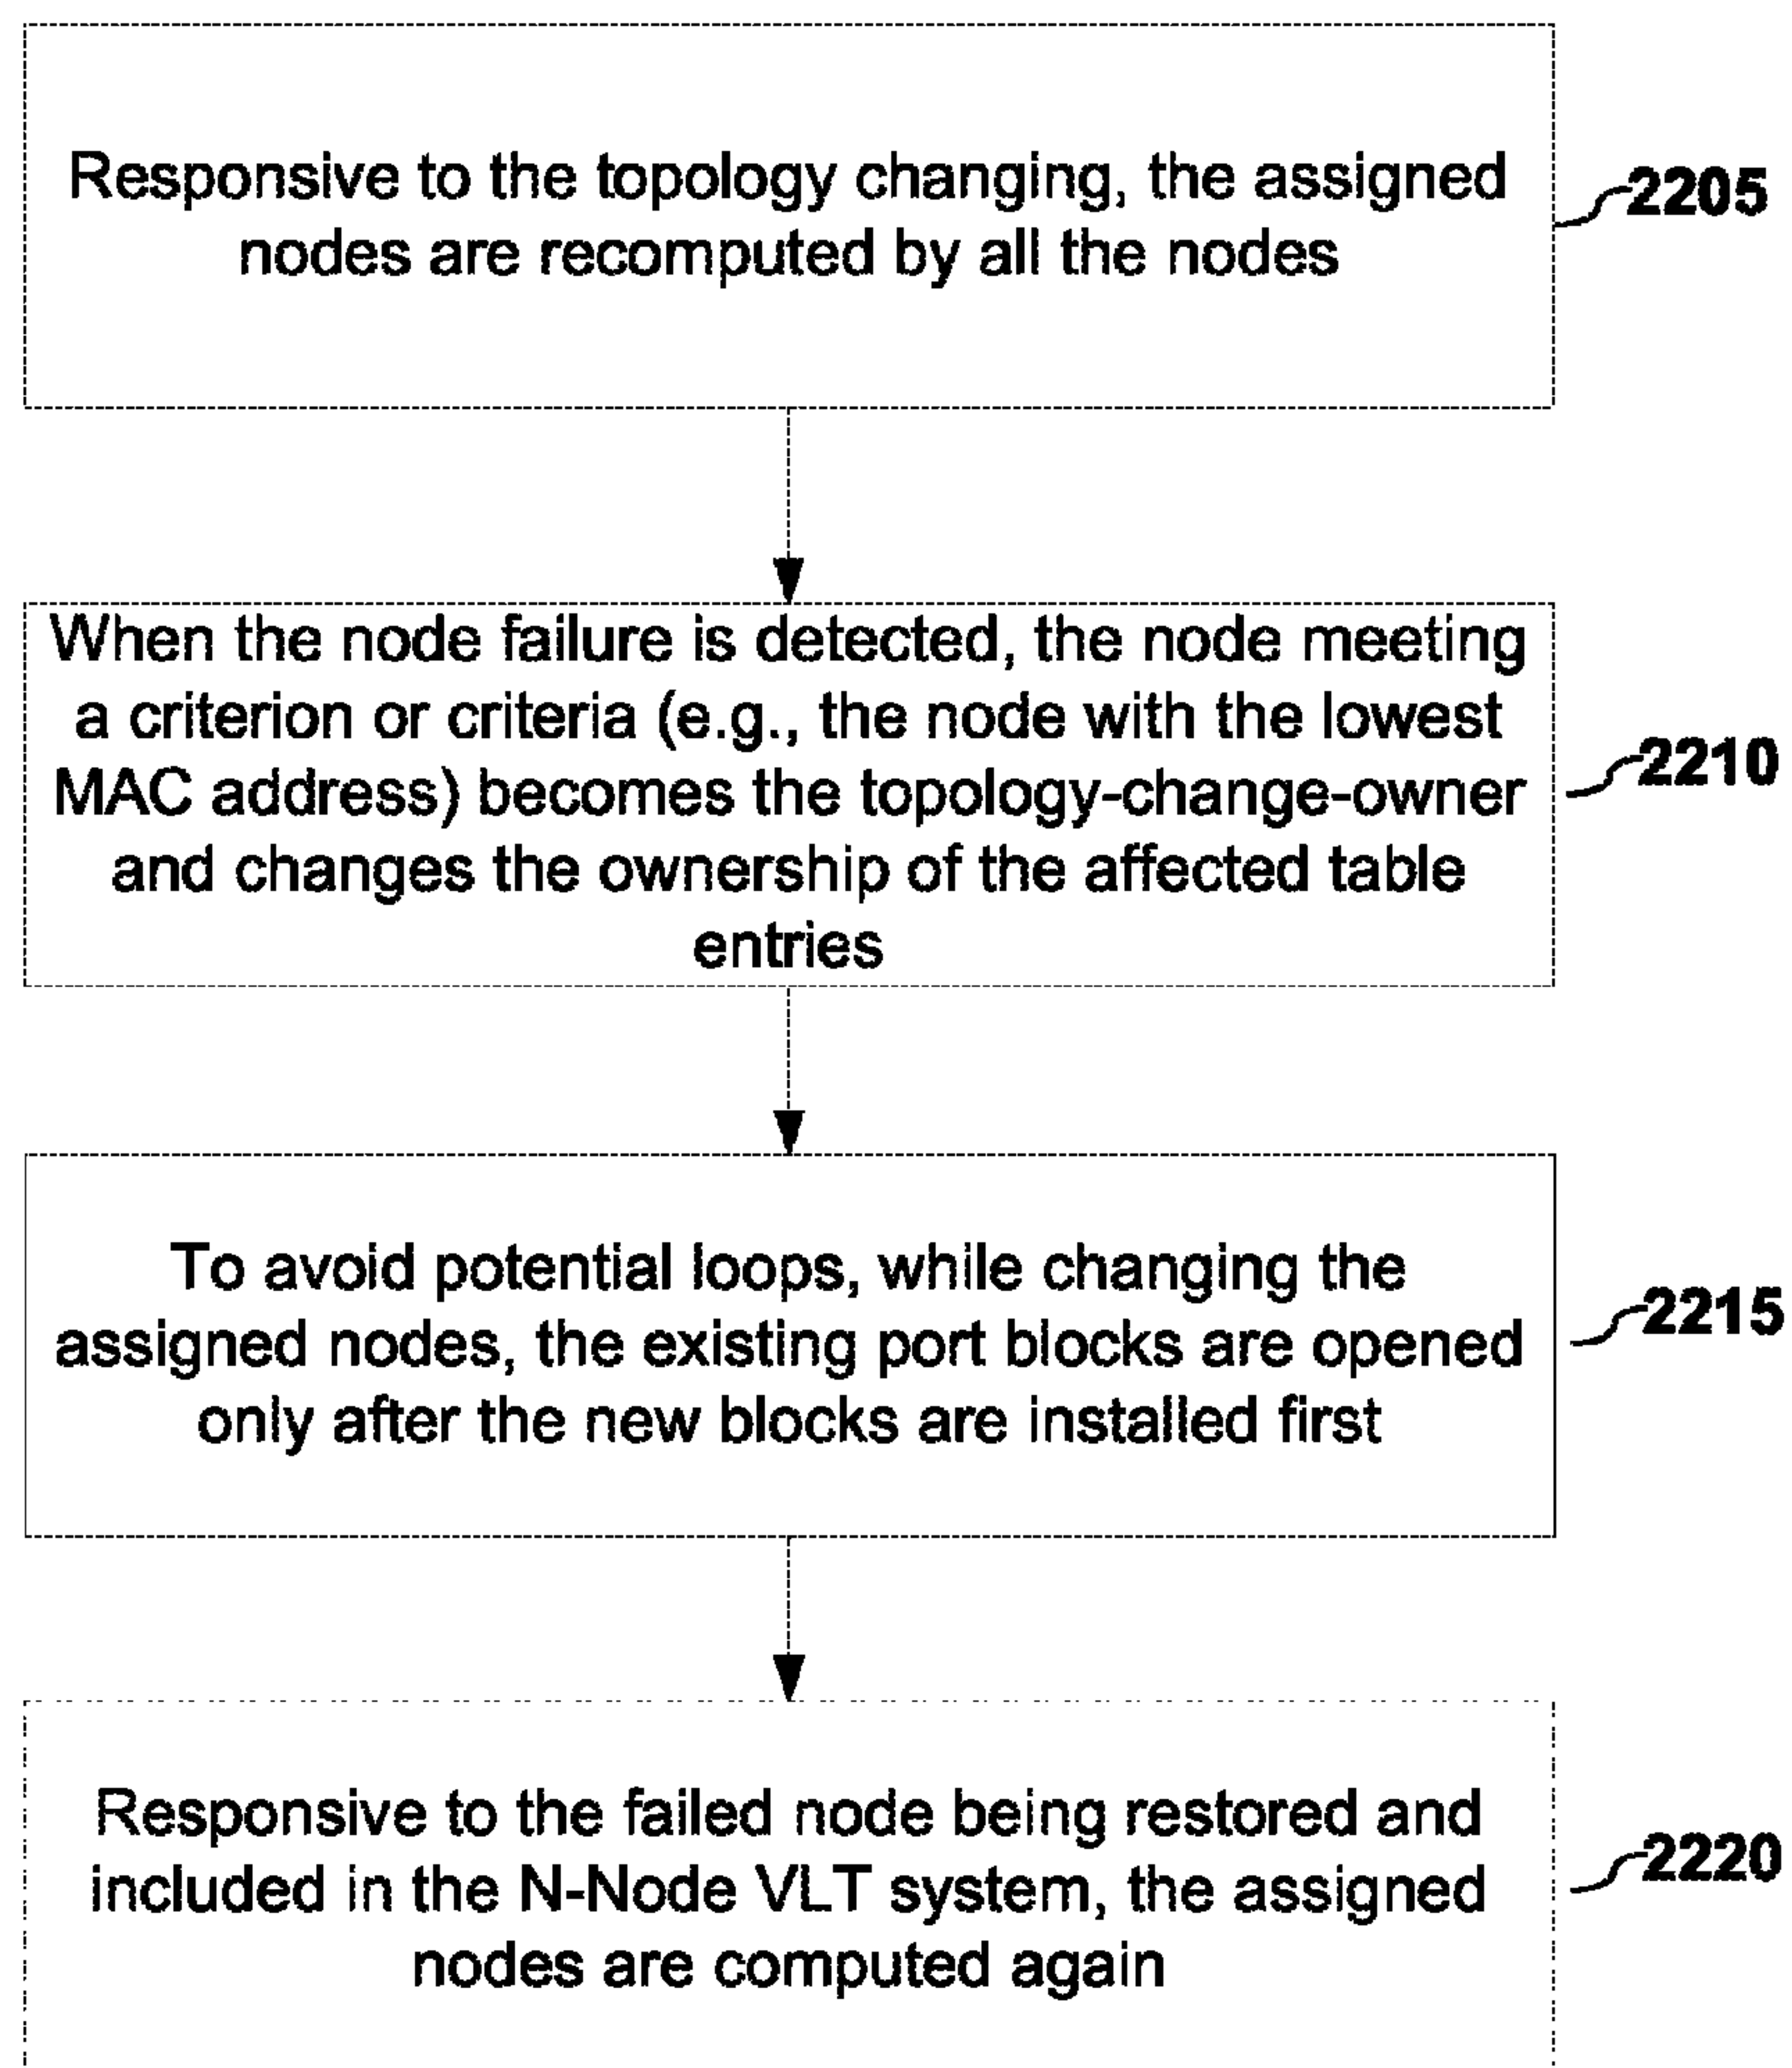 Responsive to the topology changing, the assigned
nodes are recomputed by all the nodes
2205
When the node failure is detected, the node meeting
a criterion or criteria (e.g., the node with the lowest
MAC address) becomes the topology-change-owner
and changes the ownership of the affected table
entries
2210
To avoid potential loops, while changing the
assigned nodes, the existing port blocks are opened
only after the new blocks are installed first
2215
Responsive to the failed node being restored and
included in the N-Node VLT system, the assigned
nodes are computed again
2220